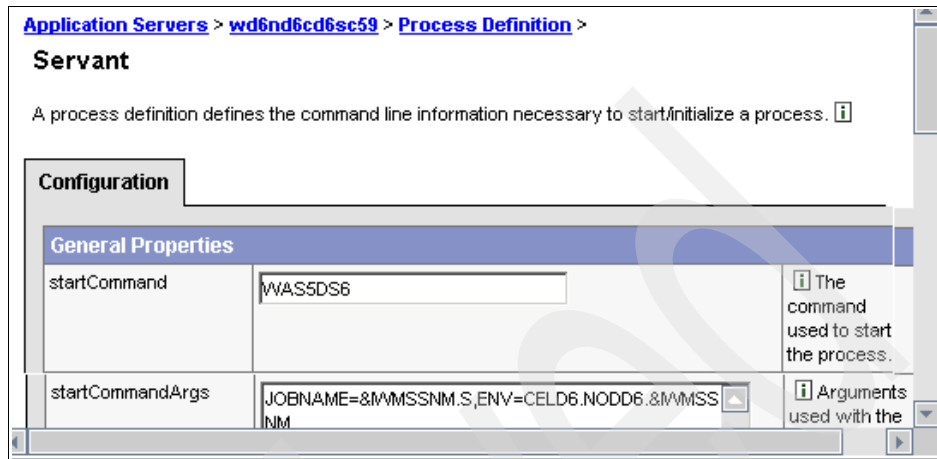 Application Servers > wd6nd6cd6sc59 > Process Definition >
Servant
A process definition defines the command line information necessary to start/initialize a process. i
Configuration
General Properties
startCommand
WAS5DS6
i The
command
used to start
the process.
startCommandArgs
JOBNAME=&IWMSSNM.S,ENV=CELD6.NODD6.&IWMSS
NM
i Arguments
used with the